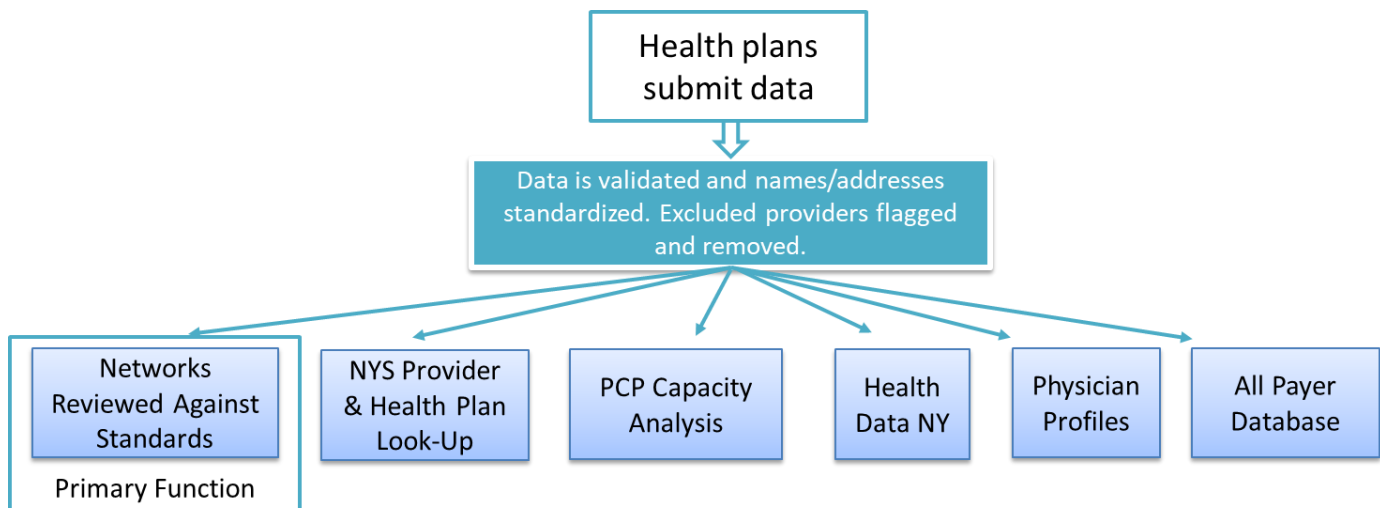 Health plans
submit data
Data is validated and names/addresses
standardized. Excluded providers flagged
and removed.
Networks
Reviewed Against
Standards
Primary Function
NYS Provider
& Health Plan
Look-Up
PCP Capacity
Analysis
Health
Data NY
Physician
Profiles
All Payer
Database